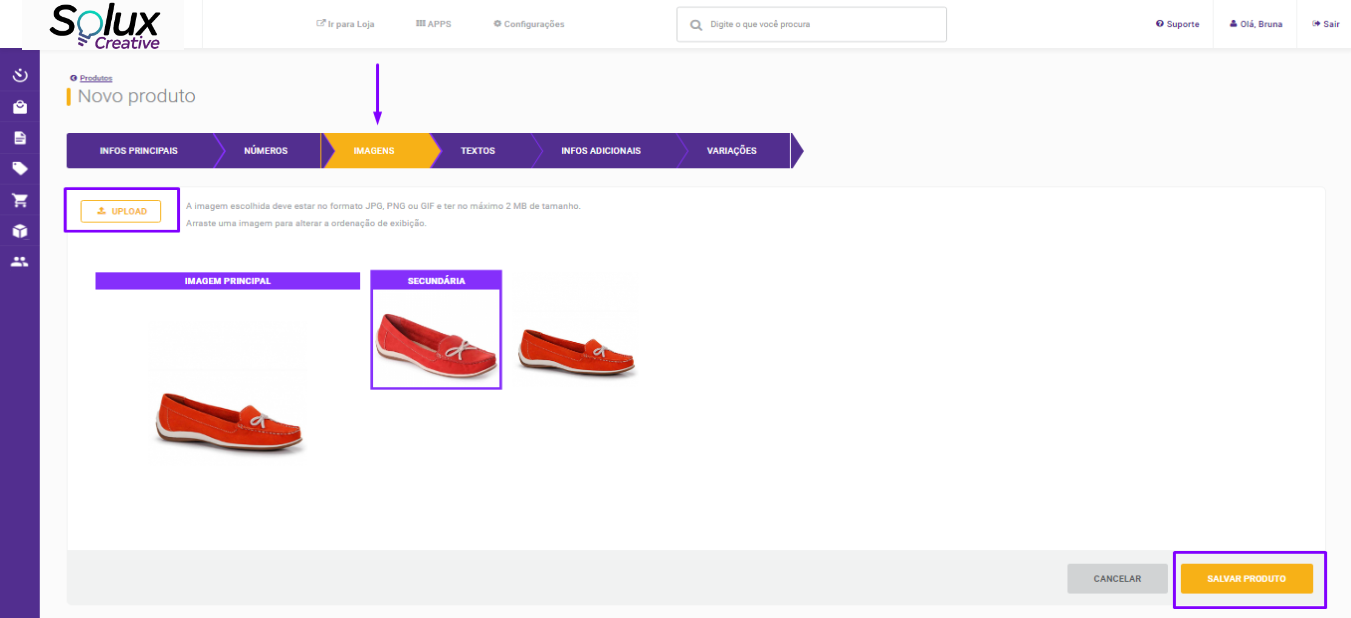 Solux
Creative
Ir para Loja
APPS
Configurações
Digite o que você procura
Suporte
Olá, Bruna
Sair
Produtos
Novo produto
INFOS PRINCIPAIS
NÚMEROS
IMAGENS
TEXTOS
INFOS ADICIONAIS
VARIAÇÕES
UPLOAD
A imagem escolhida deve estar no formato JPG, PNG ou GIF e ter no máximo 2 MB de tamanho.
Arraste uma imagem para alterar a ordenação de exibição.
IMAGEM PRINCIPAL
SECUNDÁRIA
CANCELAR
SALVAR PRODUTO